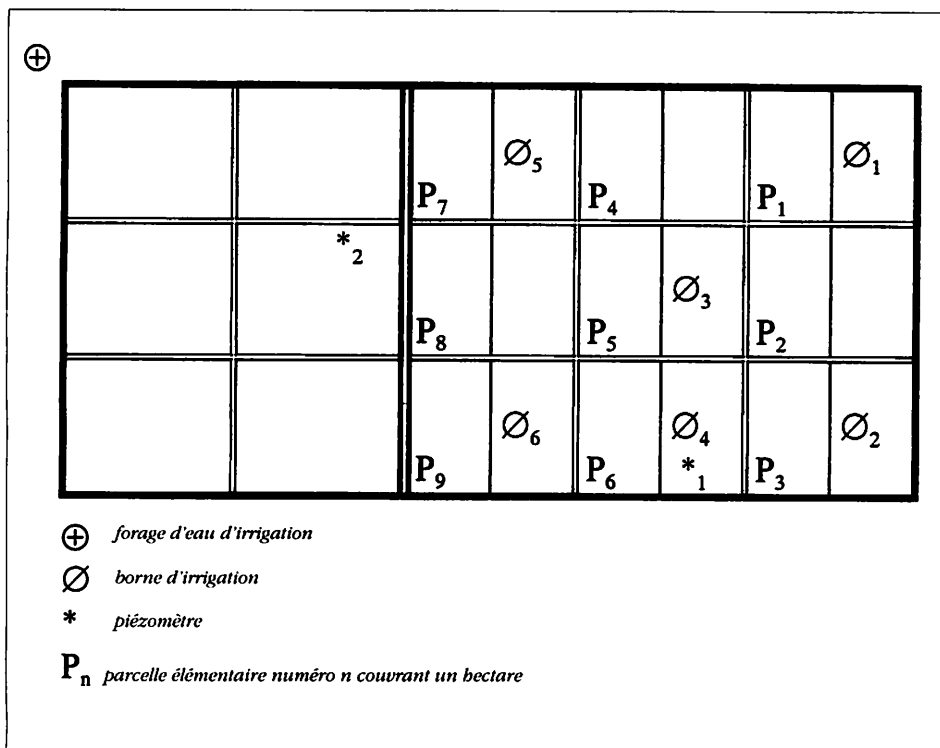 ⊕
∅5 ∅1
P7 P4 P1
*2
∅3
P8 P5 P2
∅6 ∅4 ∅2
P9 P6 *1 P3
⊕ forage d'eau d'irrigation
∅ borne d'irrigation
* piézomètre
Pn parcelle élémentaire numéro n couvrant un hectare